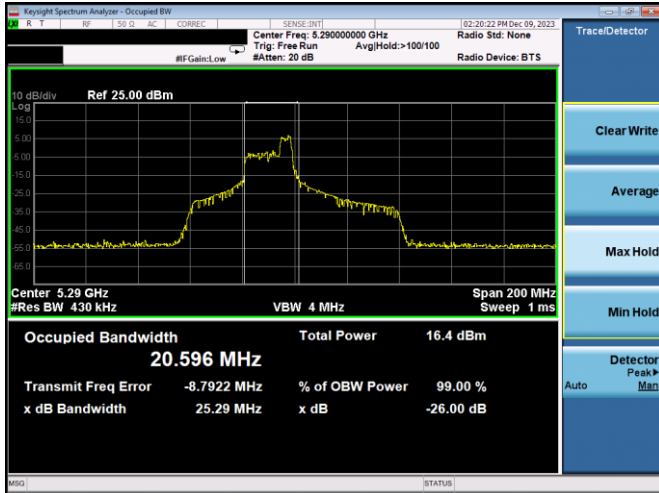 Keysight Spectrum Analyzer - Occupied BW
LXI R T RF 50 Ω AC CORREC SENSE:INT 02:20:22 PM Dec 09, 2023
Center Freq: 5.290000000 GHz Radio Std: None
Trig: Free Run Avg|Hold:>100/100
#IFGain:Low #Atten: 20 dB Radio Device: BTS
10 dB/div Ref 25.00 dBm
Log
15.0
5.00
-5.00
-15.0
-25.0
-35.0
-45.0
-55.0
-65.0
Center 5.29 GHz Span 200 MHz
#Res BW 430 kHz VBW 4 MHz Sweep 1 ms
Occupied Bandwidth Total Power 16.4 dBm
20.596 MHz
Transmit Freq Error -8.7922 MHz % of OBW Power 99.00 %
x dB Bandwidth 25.29 MHz x dB -26.00 dB
MSG STATUS
Trace/Detector
Clear Write
Average
Max Hold
Min Hold
Detector
Peak▶
Auto Man